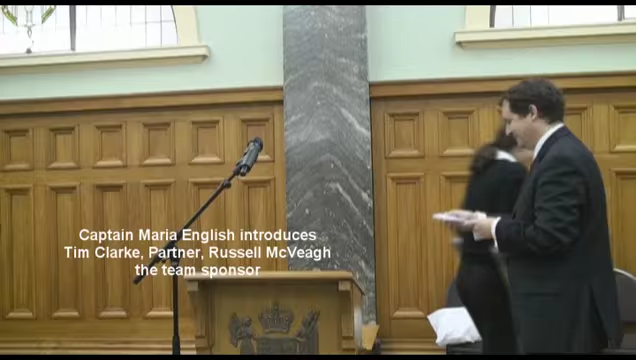 Captain Maria English introduces
Tim Clarke, Partner, Russell McVeagh
the team sponsor